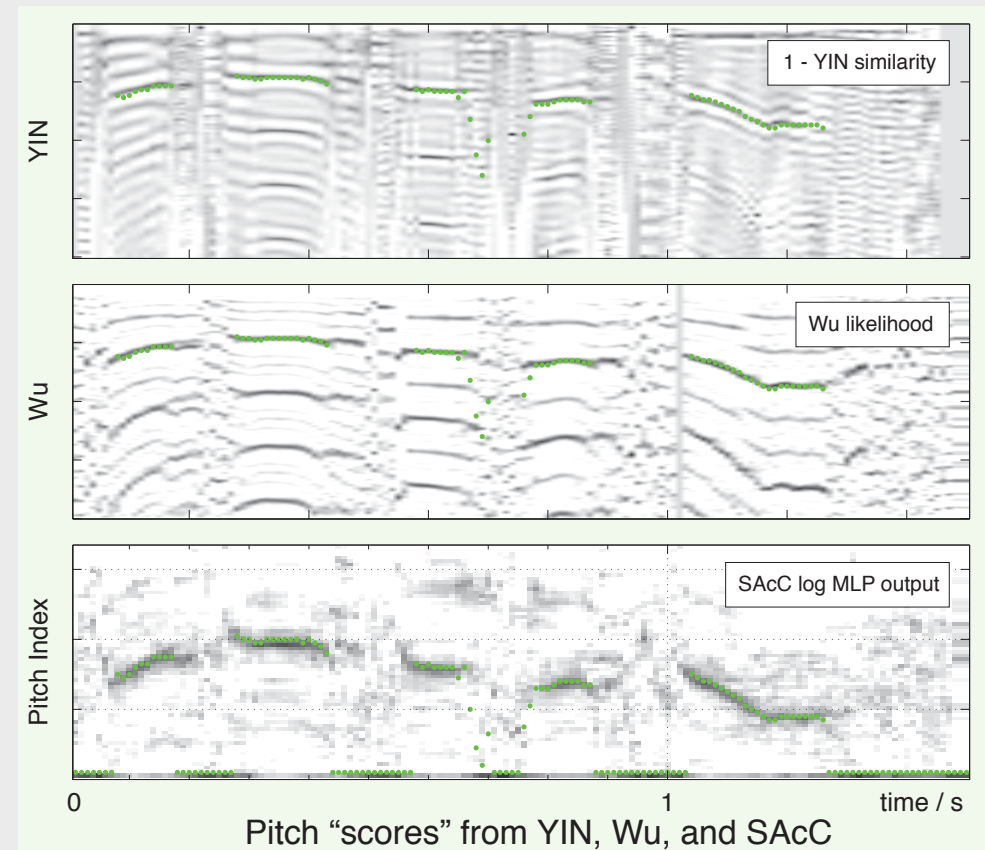 1 - YIN similarity
YIN
Wu likelihood
Wu
SAcC log MLP output
Pitch Index
0 1 time / s
Pitch “scores” from YIN, Wu, and SAcC